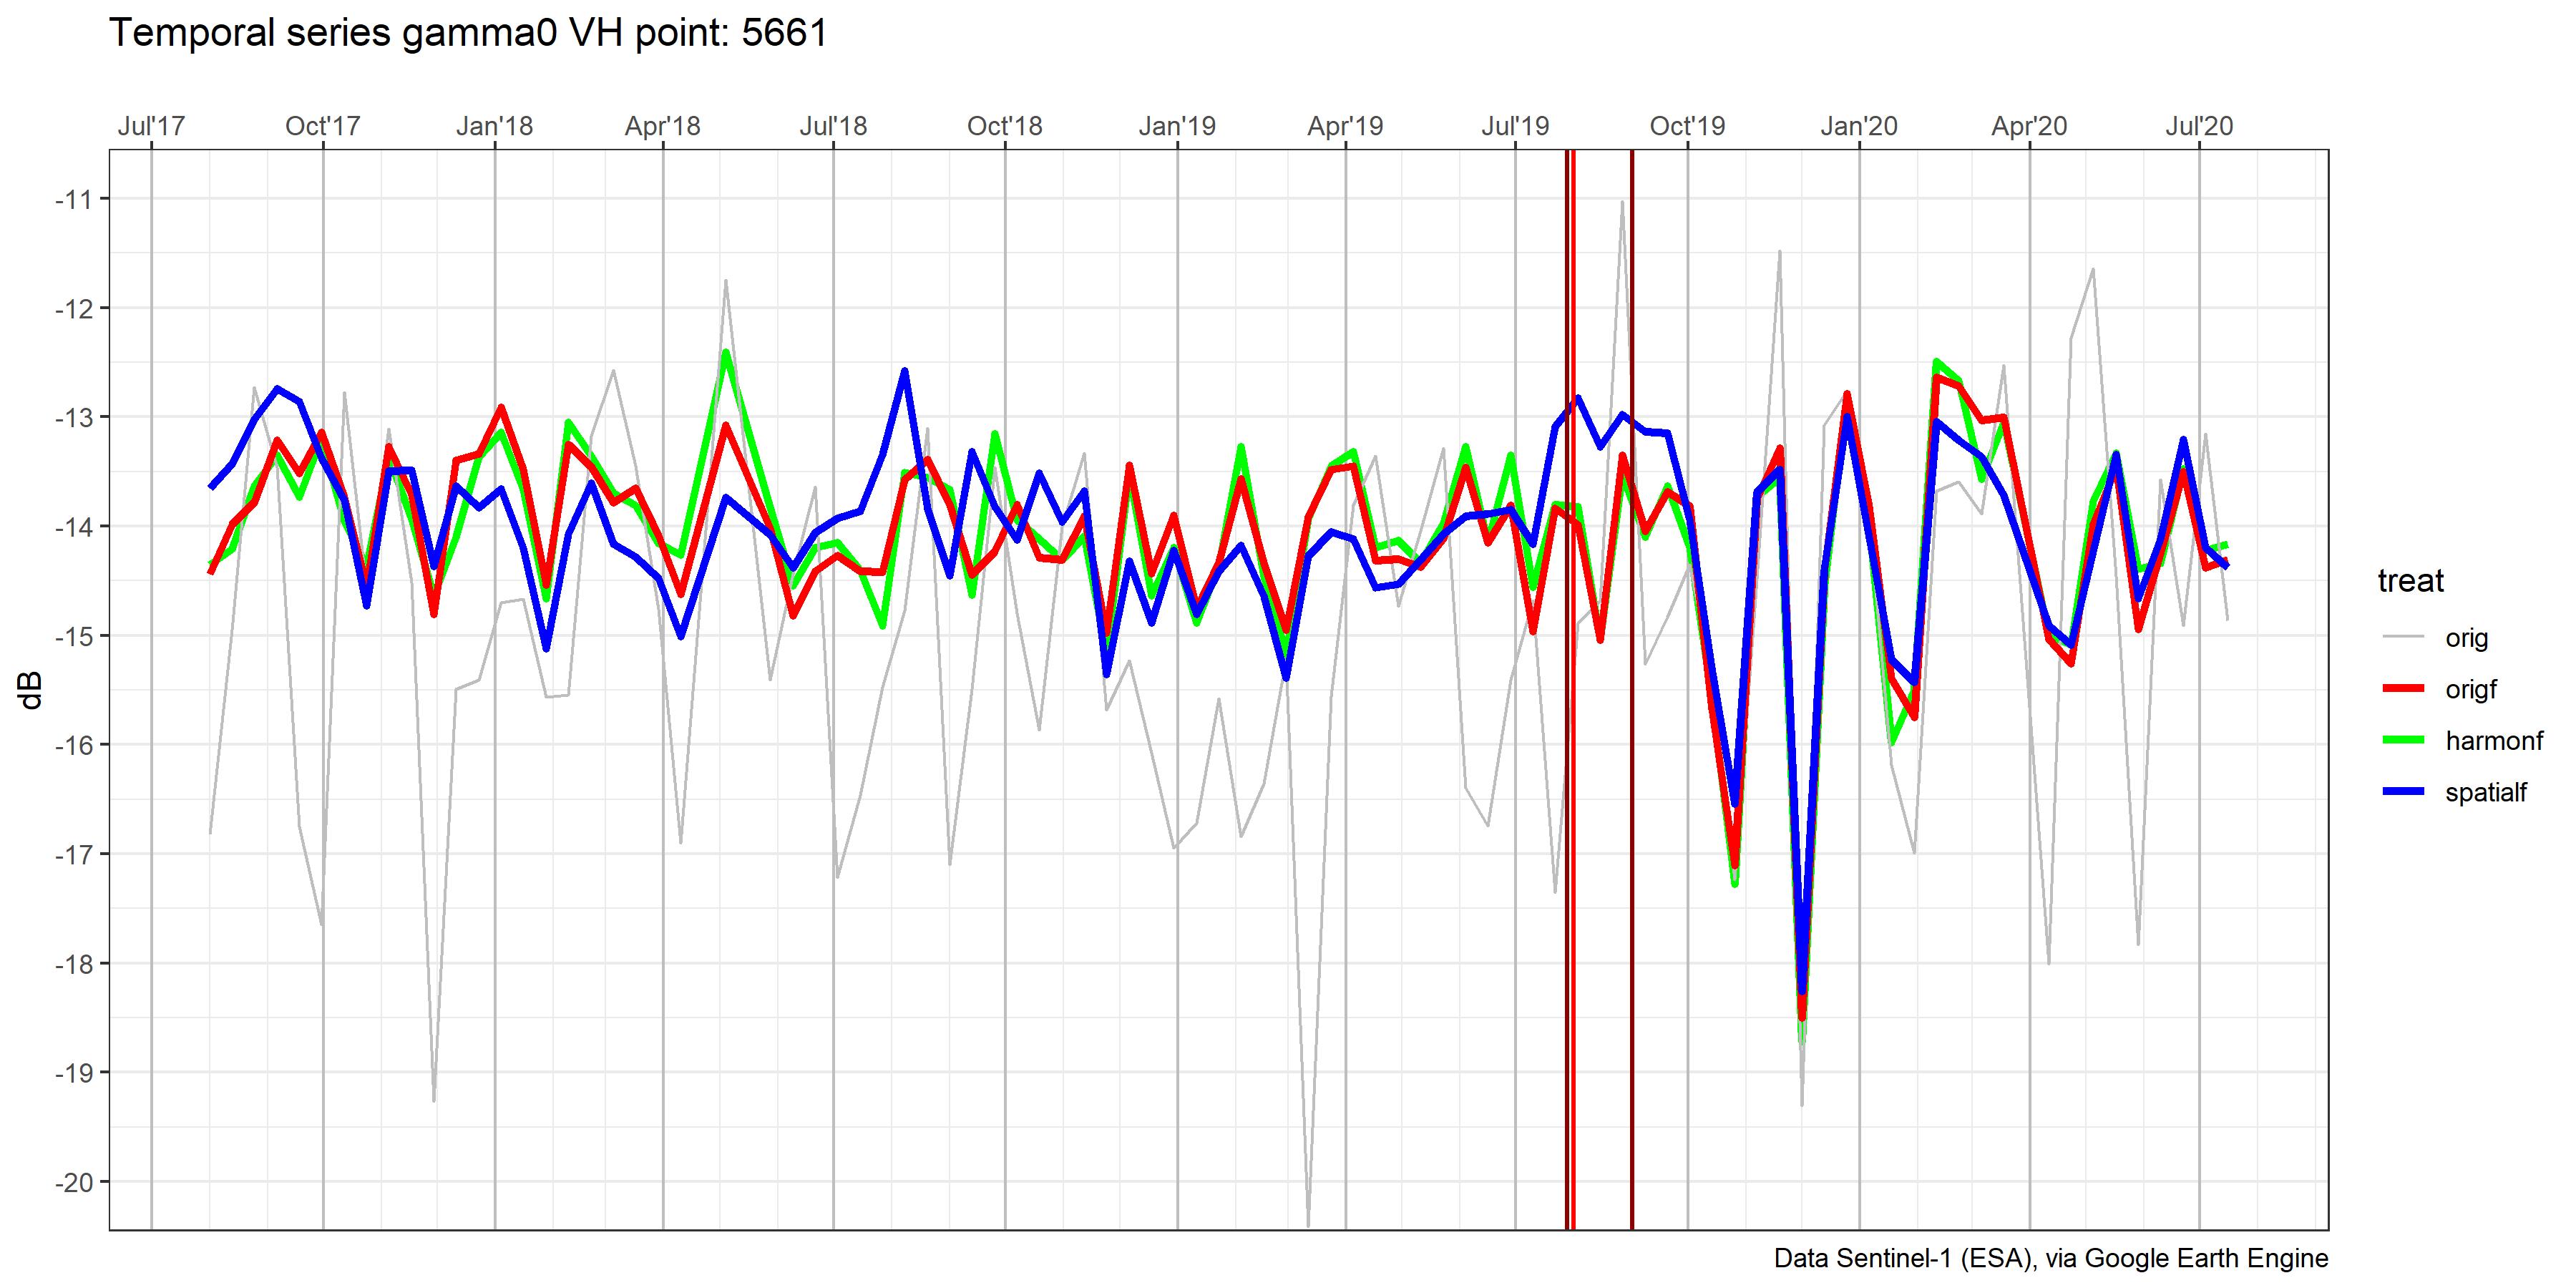 Temporal series gamma0 VH point: 5661
Jul'17 Oct'17 Jan'18 Apr'18 Jul'18 Oct'18 Jan'19 Apr'19 Jul'19 Oct'19 Jan'20 Apr'20 Jul'20
-11
-12
-13
-14
-15
-16
-17
-18
-19
-20
dB
treat
orig
origf
harmonf
spatialf
Data Sentinel-1 (ESA), via Google Earth Engine